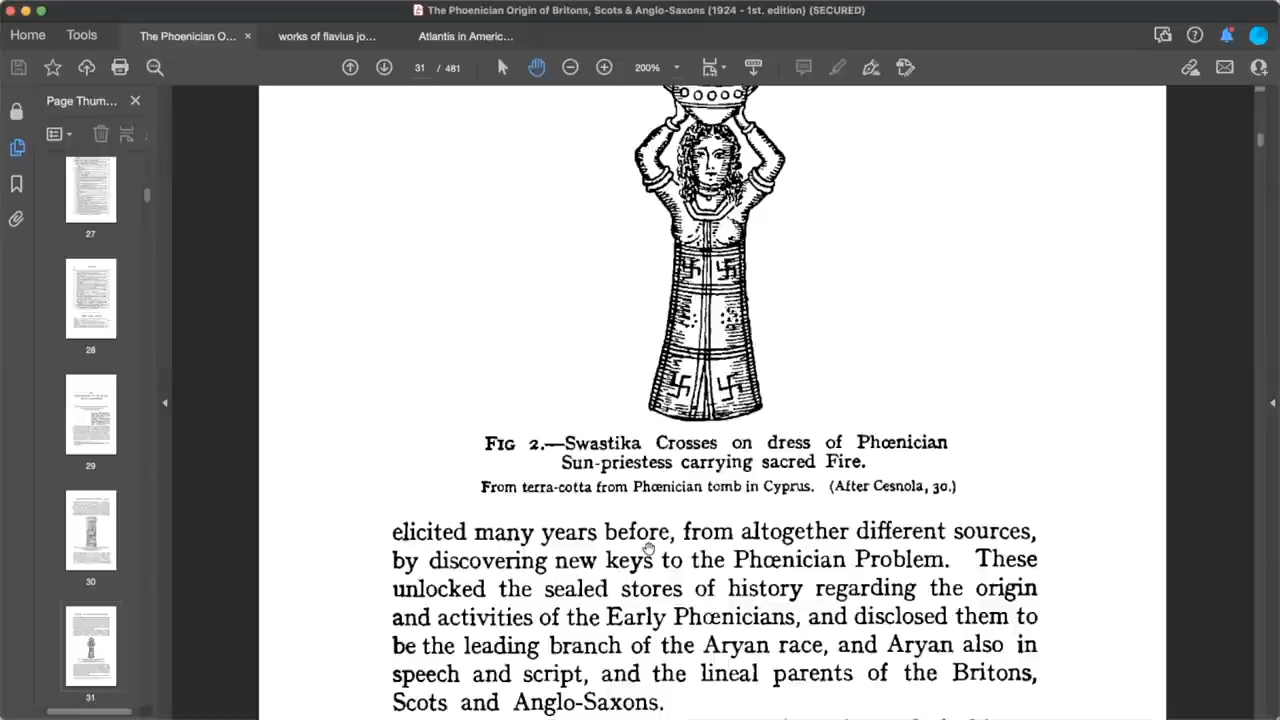 The Phoenician Origin of Britons, Scots & Anglo-Saxons (1924 - 1st. edition) (SECURED)
Home
Tools
The Phoenician O...
works of flavius jo...
Atlantis in Americ...
31 / 481
200%
Page Thum...
27
28
29
30
31
FIG 2.—Swastika Crosses on dress of Phœnician
Sun-priestess carrying sacred Fire.
From terra-cotta from Phœnician tomb in Cyprus. (After Cesnola, 30.)
elicited many years before, from altogether different sources,
by discovering new keys to the Phœnician Problem. These
unlocked the sealed stores of history regarding the origin
and activities of the Early Phœnicians, and disclosed them to
be the leading branch of the Aryan race, and Aryan also in
speech and script, and the lineal parents of the Britons,
Scots and Anglo-Saxons.